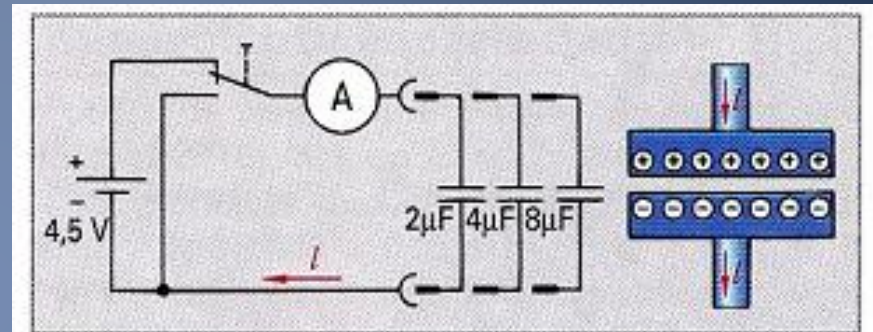 A
+
−
4,5 V
2µF 4µF 8µF
I
I
+ + + + + + +
− − − − − − −
I